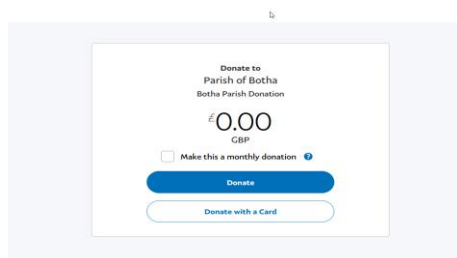 Donate to
Parish of Botha
Botha Parish Donation
£0.00
GBP
Make this a monthly donation ?
Donate
Donate with a Card